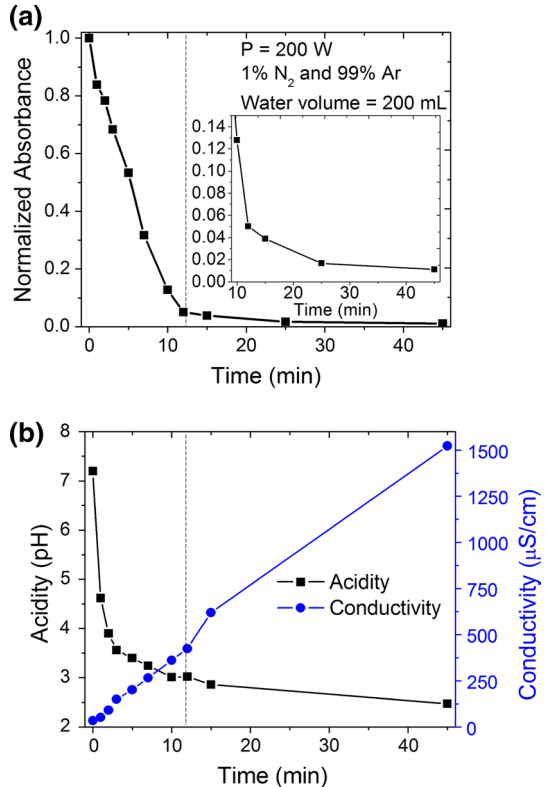 (a)
P = 200 W
1% N₂ and 99% Ar
Water volume = 200 mL
1.0
0.8
0.6
0.4
0.2
0.0
Normalized Absorbance
0.14
0.12
0.10
0.08
0.06
0.04
0.02
0.00
10 20 30 40
Time (min)
0 10 20 30 40
Time (min)
(b)
8
7
6
5
4
3
2
Acidity (pH)
Acidity
Conductivity
1500
1250
1000
750
500
250
0
Conductivity (μS/cm)
0 10 20 30 40
Time (min)